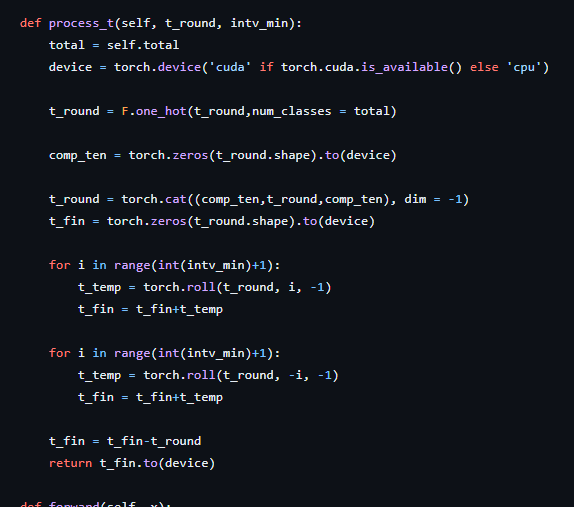 def process_t(self, t_round, intv_min):
total = self.total
device = torch.device('cuda' if torch.cuda.is_available() else 'cpu')
t_round = F.one_hot(t_round,num_classes = total)
comp_ten = torch.zeros(t_round.shape).to(device)
t_round = torch.cat((comp_ten,t_round,comp_ten), dim = -1)
t_fin = torch.zeros(t_round.shape).to(device)
for i in range(int(intv_min)+1):
t_temp = torch.roll(t_round, i, -1)
t_fin = t_fin+t_temp
for i in range(int(intv_min)+1):
t_temp = torch.roll(t_round, -i, -1)
t_fin = t_fin+t_temp
t_fin = t_fin-t_round
return t_fin.to(device)
def forward(self, x):